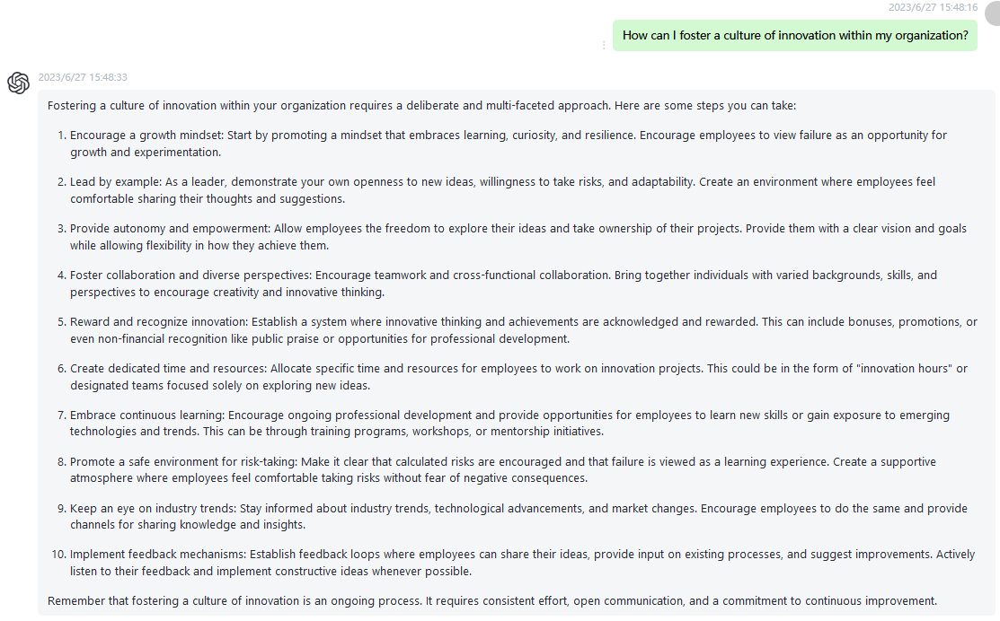 2023/6/27 15:48:16
How can I foster a culture of innovation within my organization?
2023/6/27 15:48:33
Fostering a culture of innovation within your organization requires a deliberate and multi-faceted approach. Here are some steps you can take:
1. Encourage a growth mindset: Start by promoting a mindset that embraces learning, curiosity, and resilience. Encourage employees to view failure as an opportunity for
growth and experimentation.
2. Lead by example: As a leader, demonstrate your own openness to new ideas, willingness to take risks, and adaptability. Create an environment where employees feel
comfortable sharing their thoughts and suggestions.
3. Provide autonomy and empowerment: Allow employees the freedom to explore their ideas and take ownership of their projects. Provide them with a clear vision and goals
while allowing flexibility in how they achieve them.
4. Foster collaboration and diverse perspectives: Encourage teamwork and cross-functional collaboration. Bring together individuals with varied backgrounds, skills, and
perspectives to encourage creativity and innovative thinking.
5. Reward and recognize innovation: Establish a system where innovative thinking and achievements are acknowledged and rewarded. This can include bonuses, promotions, or
even non-financial recognition like public praise or opportunities for professional development.
6. Create dedicated time and resources: Allocate specific time and resources for employees to work on innovation projects. This could be in the form of "innovation hours" or
designated teams focused solely on exploring new ideas.
7. Embrace continuous learning: Encourage ongoing professional development and provide opportunities for employees to learn new skills or gain exposure to emerging
technologies and trends. This can be through training programs, workshops, or mentorship initiatives.
8. Promote a safe environment for risk-taking: Make it clear that calculated risks are encouraged and that failure is viewed as a learning experience. Create a supportive
atmosphere where employees feel comfortable taking risks without fear of negative consequences.
9. Keep an eye on industry trends: Stay informed about industry trends, technological advancements, and market changes. Encourage employees to do the same and provide
channels for sharing knowledge and insights.
10. Implement feedback mechanisms: Establish feedback loops where employees can share their ideas, provide input on existing processes, and suggest improvements. Actively
listen to their feedback and implement constructive ideas whenever possible.
Remember that fostering a culture of innovation is an ongoing process. It requires consistent effort, open communication, and a commitment to continuous improvement.